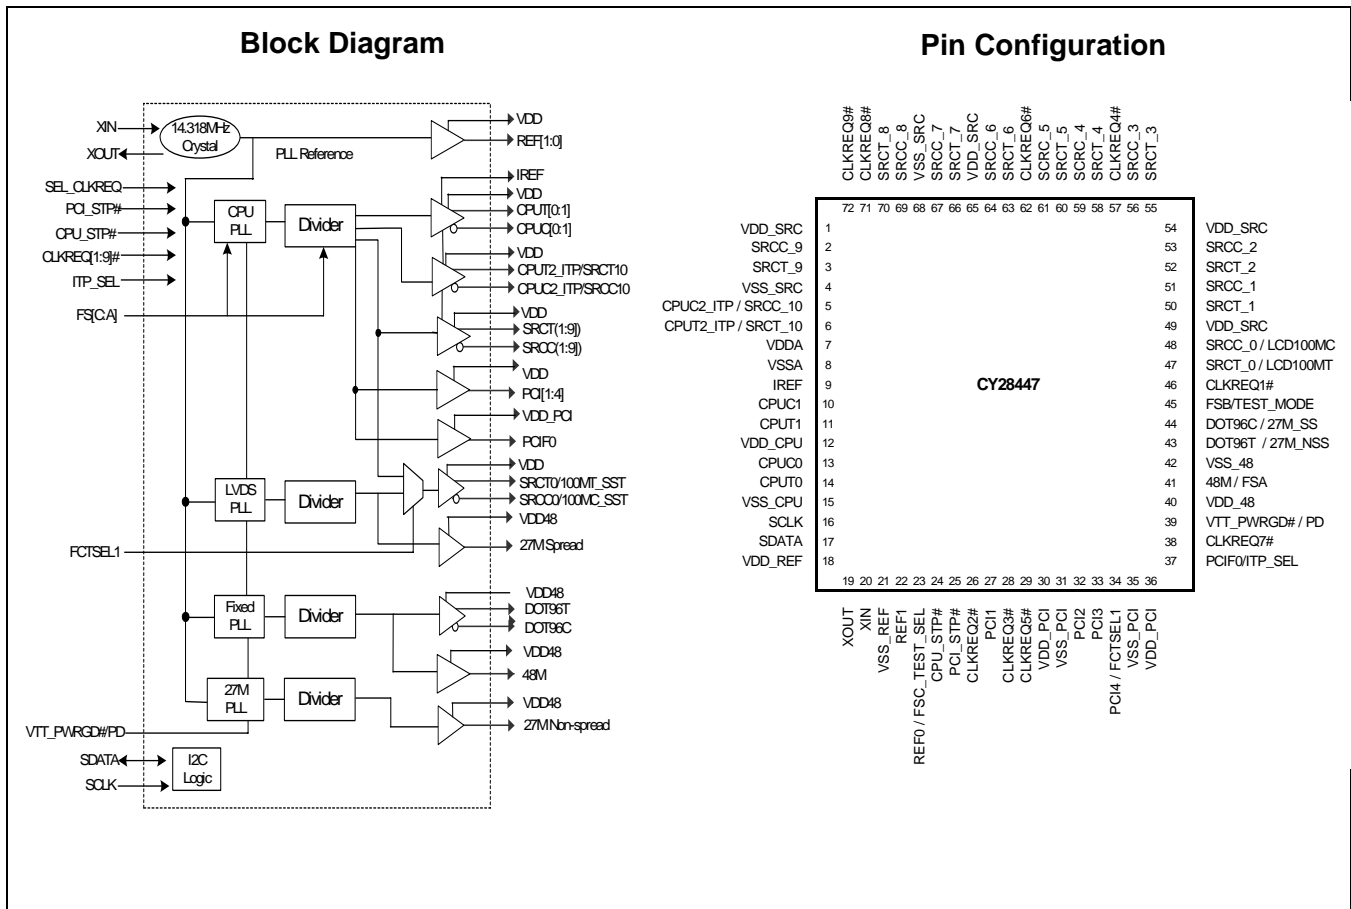 Block Diagram
Pin Configuration
XIN
XOUT
14.318MHz
Crystal
PLL Reference
SEL_CLKREQ
PCI_STP#
CPU_STP#
CLKREQ[1:9]#
ITP_SEL
FS[C:A]
CPU
PLL
Divider
LVDS
PLL
Divider
FCTSEL1
Fixed
PLL
Divider
27M
PLL
Divider
VTT_PWRGD#/PD
SDATA
SCLK
I2C
Logic
VDD
REF[1:0]
IREF
VDD
CPUT[0:1]
CPUC[0:1]
VDD
CPUT2_ITP/SRCT10
CPUC2_ITP/SRCC10
VDD
SRCT(1:9])
SRCC(1:9])
VDD
PCI[1:4]
VDD_PCI
PCIF0
VDD
SRCT0/100MT_SST
SRCC0/100MC_SST
VDD48
27M Spread
VDD48
DOT96T
DOT96C
VDD48
48M
VDD48
27M Non-spread
CLKREQ9#
CLKREQ8#
SRCT_8
SRCC_8
VSS_SRC
SRCC_7
SRCT_7
VDD_SRC
SRCC_6
SRCT_6
CLKREQ6#
SCRC_5
SRCT_5
SCRC_4
SRCT_4
CLKREQ4#
SRCC_3
SRCT_3
72 71 70 69 68 67 66 65 64 63 62 61 60 59 58 57 56 55
VDD_SRC 1
SRCC_9 2
SRCT_9 3
VSS_SRC 4
CPUC2_ITP / SRCC_10 5
CPUT2_ITP / SRCT_10 6
VDDA 7
VSSA 8
IREF 9
CPUC1 10
CPUT1 11
VDD_CPU 12
CPUC0 13
CPUT0 14
VSS_CPU 15
SCLK 16
SDATA 17
VDD_REF 18
CY28447
54 VDD_SRC
53 SRCC_2
52 SRCT_2
51 SRCC_1
50 SRCT_1
49 VDD_SRC
48 SRCC_0 / LCD100MC
47 SRCT_0 / LCD100MT
46 CLKREQ1#
45 FSB/TEST_MODE
44 DOT96C / 27M_SS
43 DOT96T / 27M_NSS
42 VSS_48
41 48M / FSA
40 VDD_48
39 VTT_PWRGD# / PD
38 CLKREQ7#
37 PCIF0/ITP_SEL
19 20 21 22 23 24 25 26 27 28 29 30 31 32 33 34 35 36
XOUT
XIN
VSS_REF
REF1
REF0 / FSC_TEST_SEL
CPU_STP#
PCI_STP#
CLKREQ2#
PCI1
CLKREQ3#
CLKREQ5#
VDD_PCI
VSS_PCI
PCI2
PCI3
PCI4 / FCTSEL1
VSS_PCI
VDD_PCI